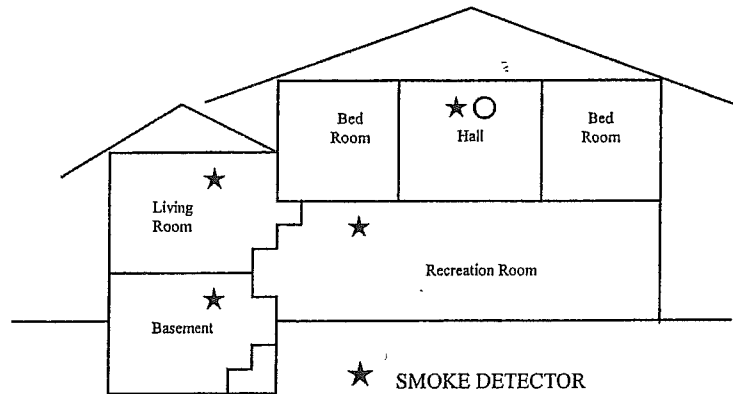 Bed
Room
Hall
Bed
Room
Living
Room
Recreation Room
Basement
SMOKE DETECTOR